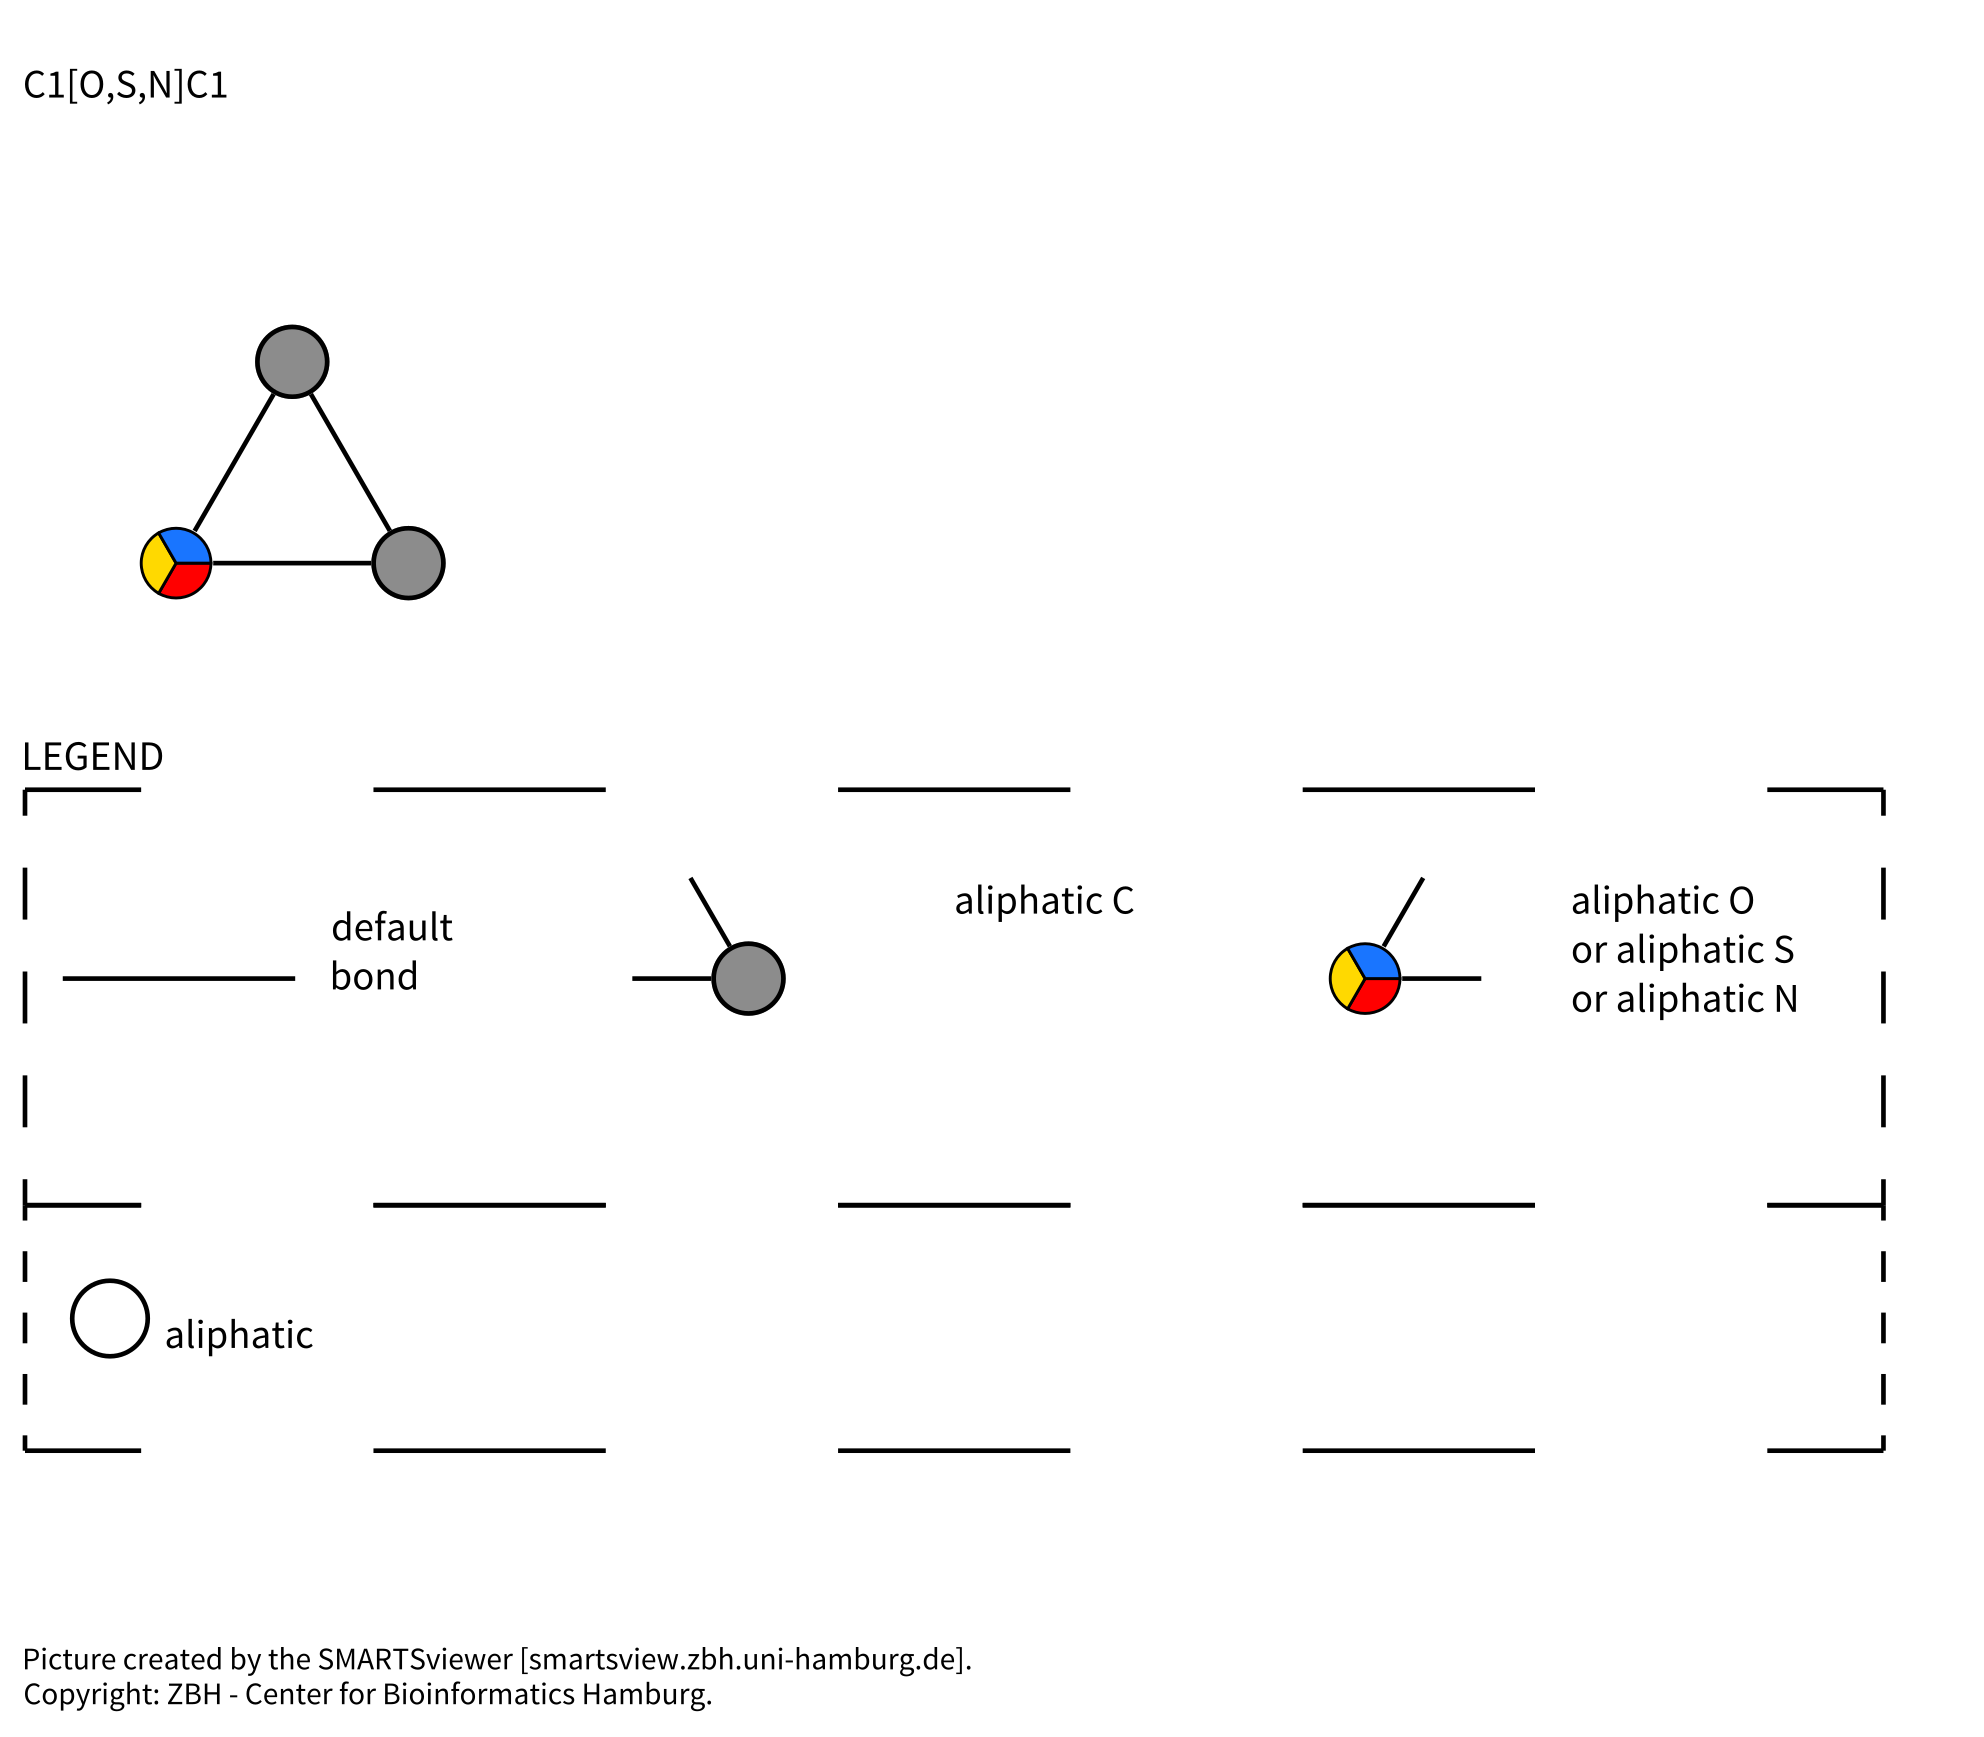 C1[O,S,N]C1
LEGEND
default
bond
aliphatic C
aliphatic O
or aliphatic S
or aliphatic N
aliphatic
Picture created by the SMARTSviewer [smartsview.zbh.uni-hamburg.de].
Copyright: ZBH - Center for Bioinformatics Hamburg.